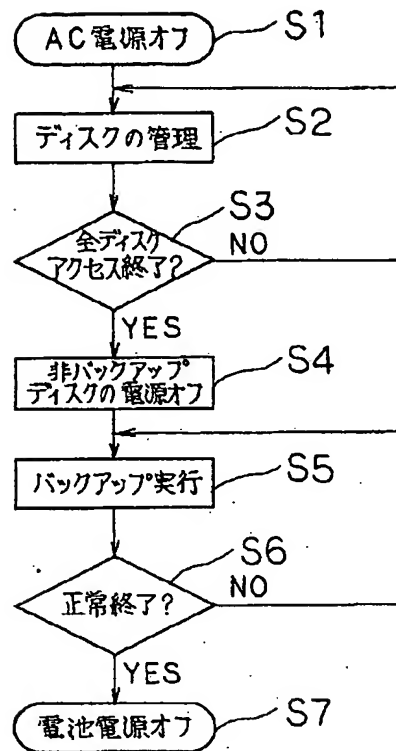 AC電源オフ
S1
ディスクの管理
S2
S3
全ディスク
アクセス終了?
NO
YES
非バックアップ
ディスクの電源オフ
S4
バックアップ実行
S5
S6
正常終了?
NO
YES
電池電源オフ
S7